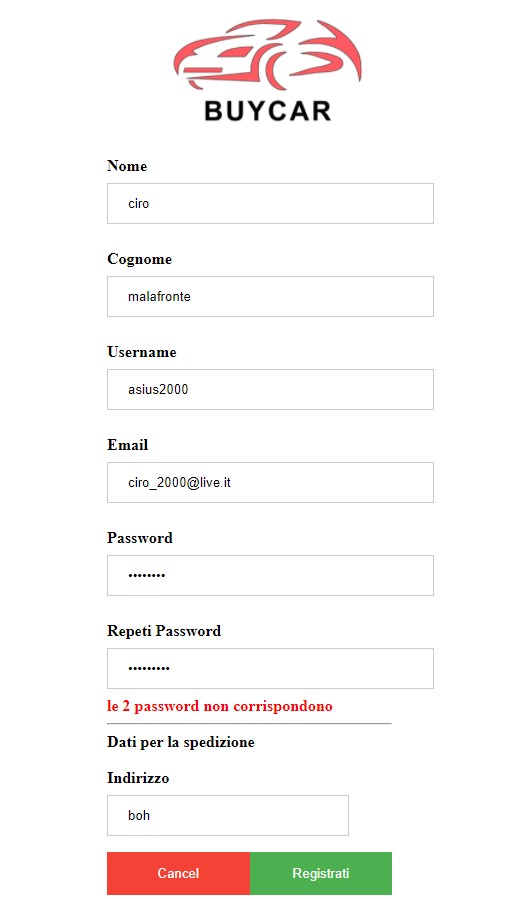 BUYCAR
Nome
ciro
Cognome
malafronte
Username
asius2000
Email
ciro_2000@live.it
Password
••••••••
Repeti Password
•••••••••
le 2 password non corrispondono
Dati per la spedizione
Indirizzo
boh
Cancel Registrati